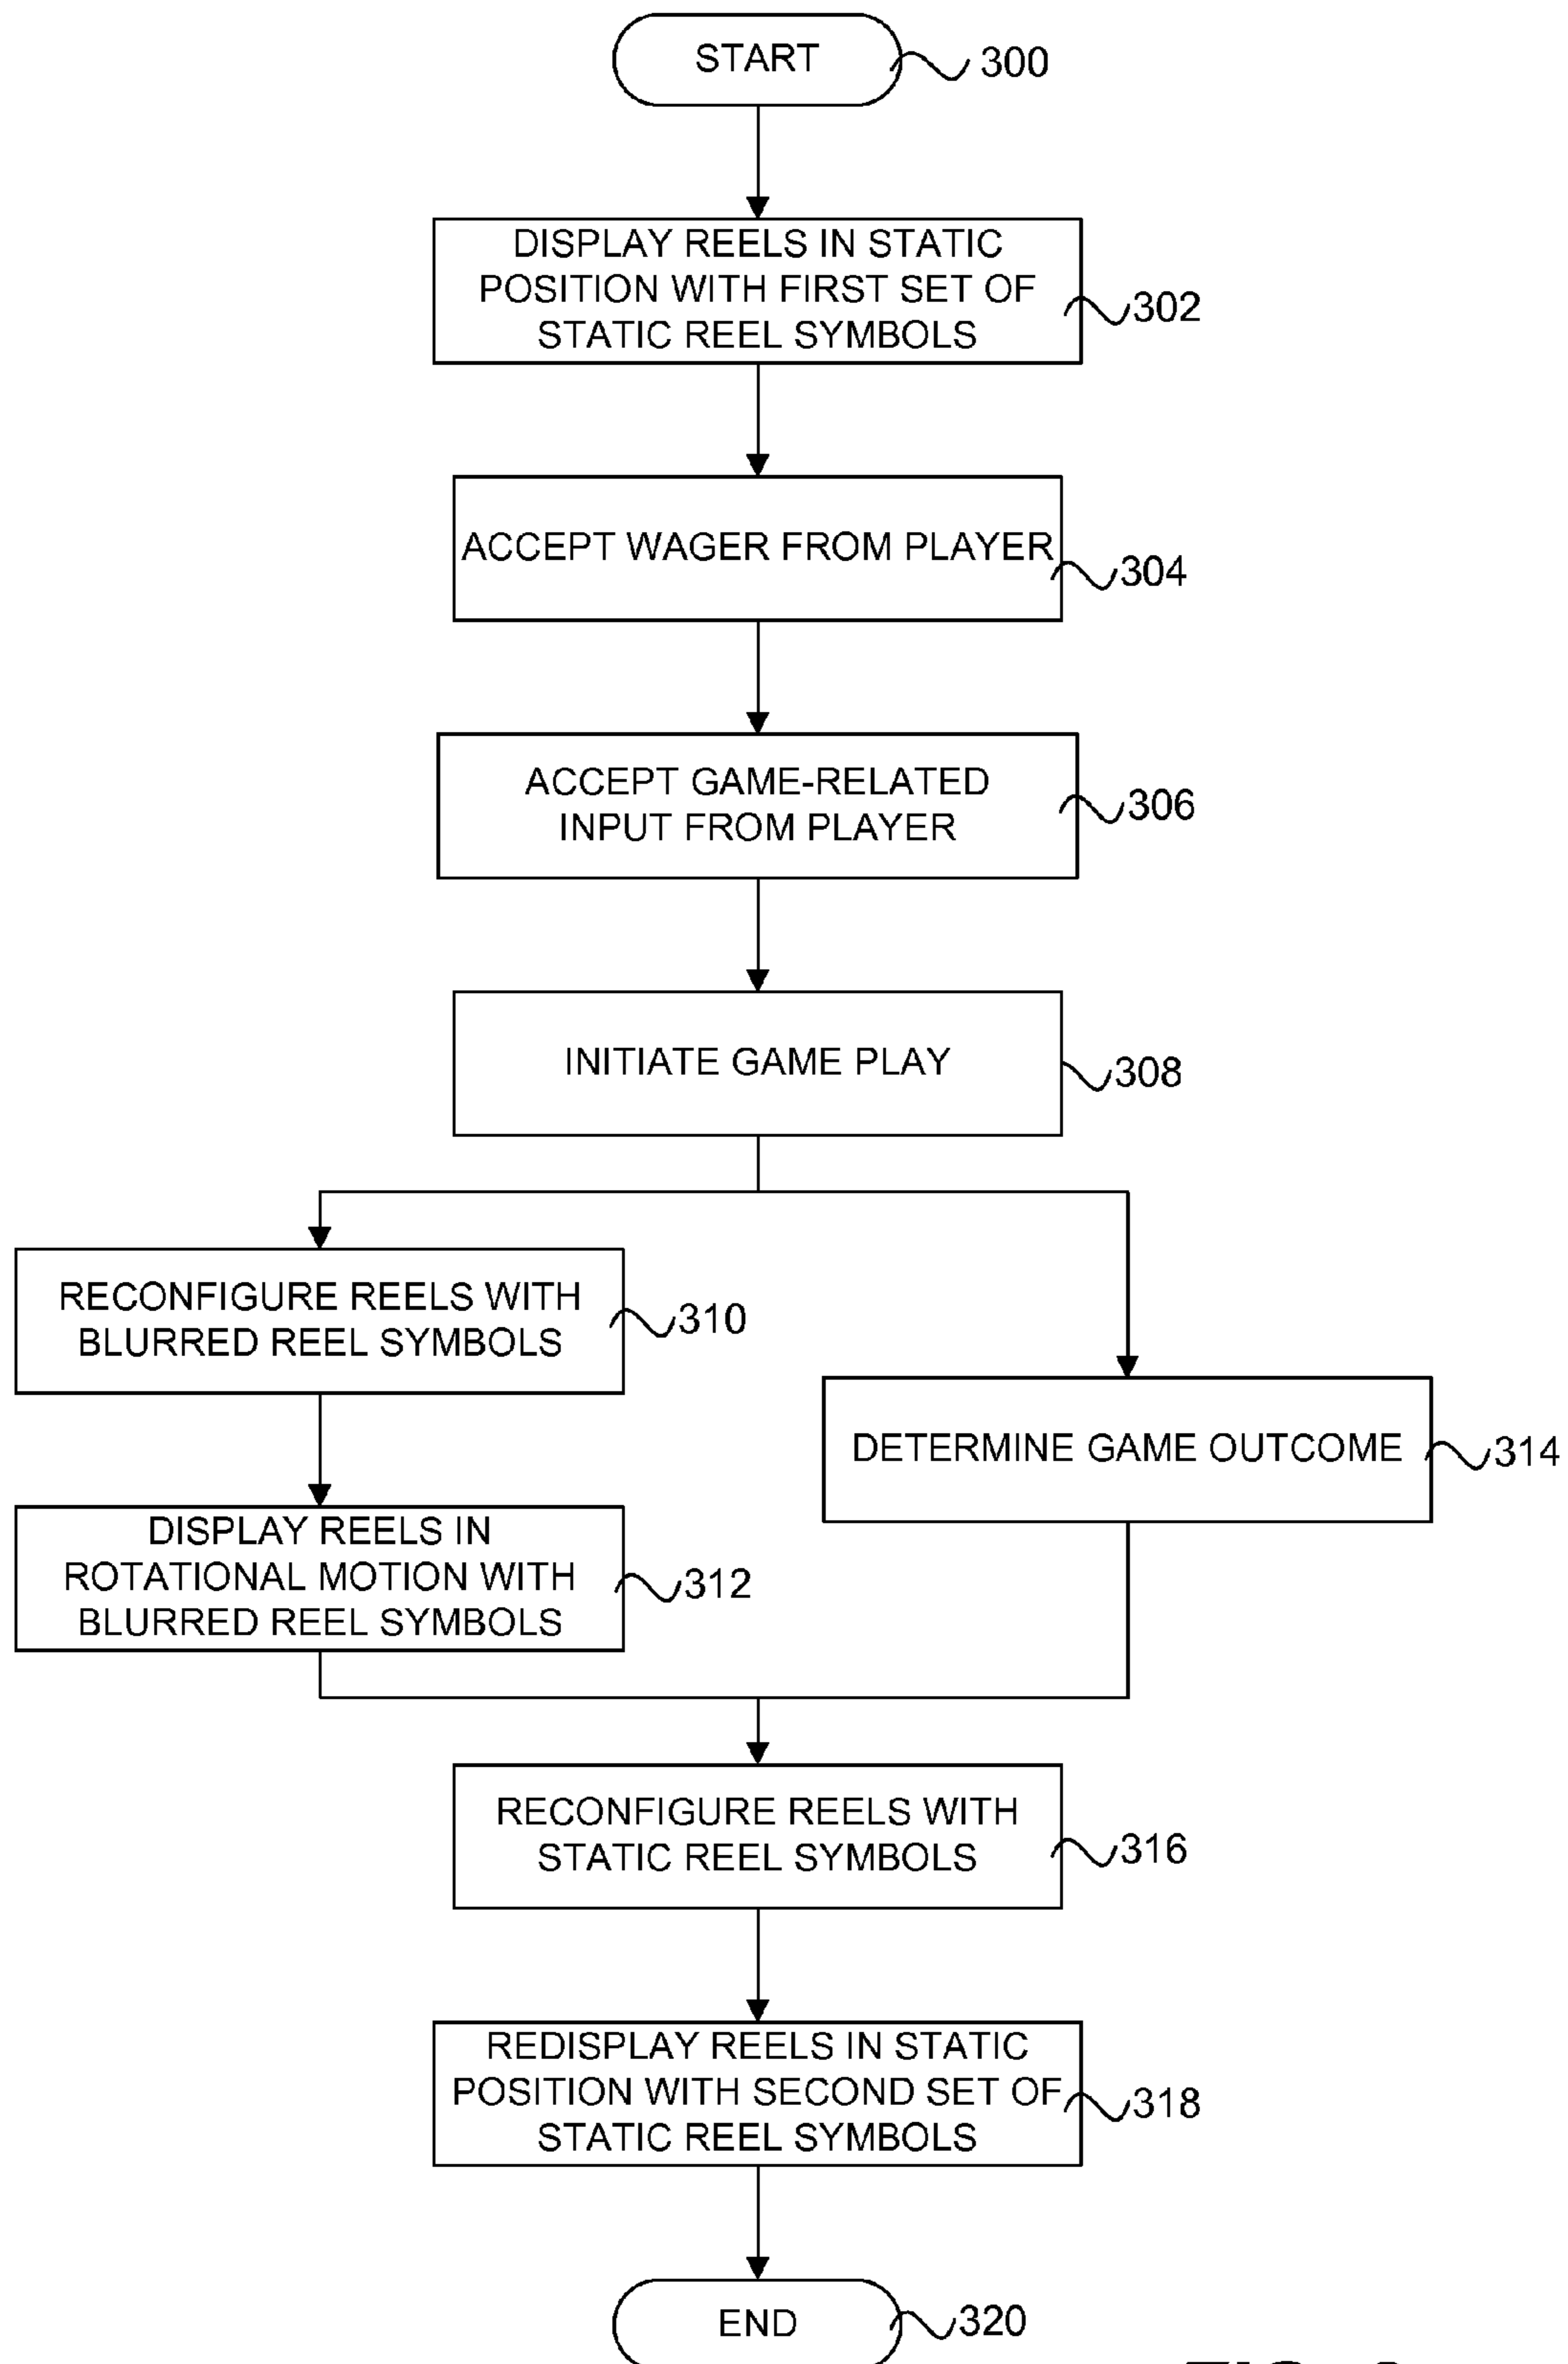 START
300
DISPLAY REELS IN STATIC
POSITION WITH FIRST SET OF
STATIC REEL SYMBOLS
302
ACCEPT WAGER FROM PLAYER
304
ACCEPT GAME-RELATED
INPUT FROM PLAYER
306
INITIATE GAME PLAY
308
RECONFIGURE REELS WITH
BLURRED REEL SYMBOLS
310
DISPLAY REELS IN
ROTATIONAL MOTION WITH
BLURRED REEL SYMBOLS
312
DETERMINE GAME OUTCOME
314
RECONFIGURE REELS WITH
STATIC REEL SYMBOLS
316
REDISPLAY REELS IN STATIC
POSITION WITH SECOND SET OF
STATIC REEL SYMBOLS
318
END
320